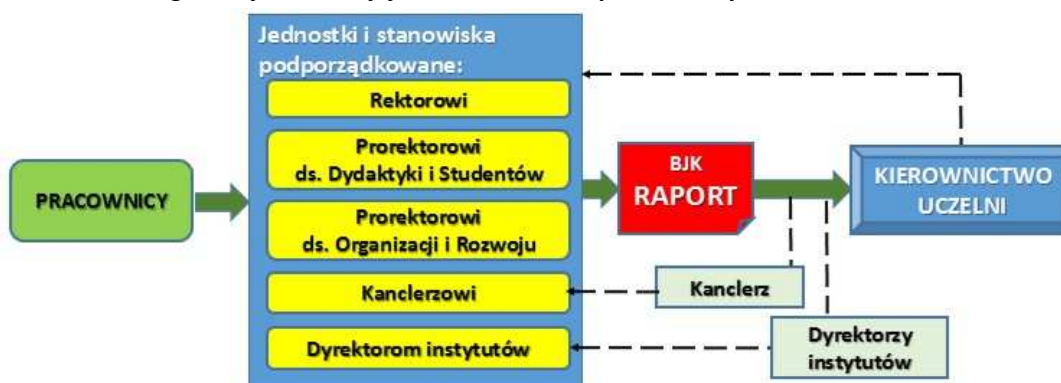 Jednostki i stanowiska
podporządkowane:
Rektorowi
Prorektorowi
ds. Dydaktyki i Studentów
Prorektorowi
ds. Organizacji i Rozwoju
Kanclerzowi
Dyrektorom instytutów
PRACOWNICY
BJK
RAPORT
KIEROWNICTWO
UCZELNI
Kanclerz
Dyrektorzy
instytutów